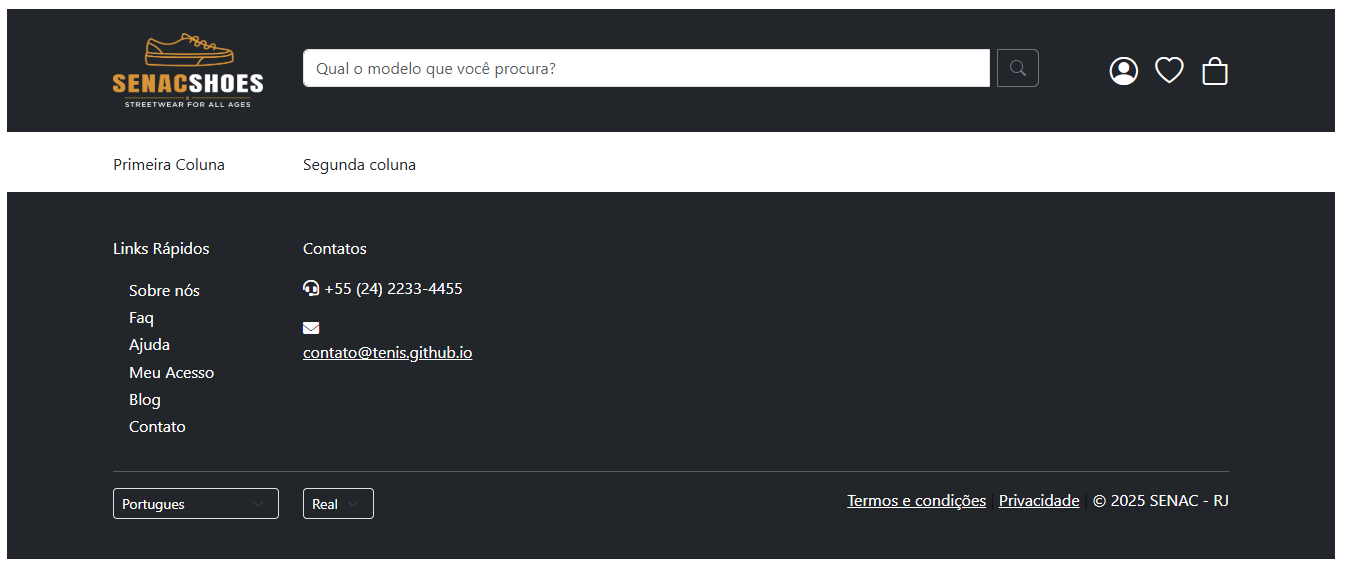 SENACSHOES
STREETWEAR FOR ALL AGES
Qual o modelo que você procura?
Primeira Coluna
Segunda coluna
Links Rápidos
Sobre nós
Faq
Ajuda
Meu Acesso
Blog
Contato
Contatos
+55 (24) 2233-4455
contato@tenis.github.io
Portugues
Real
Termos e condições | Privacidade | © 2025 SENAC - RJ